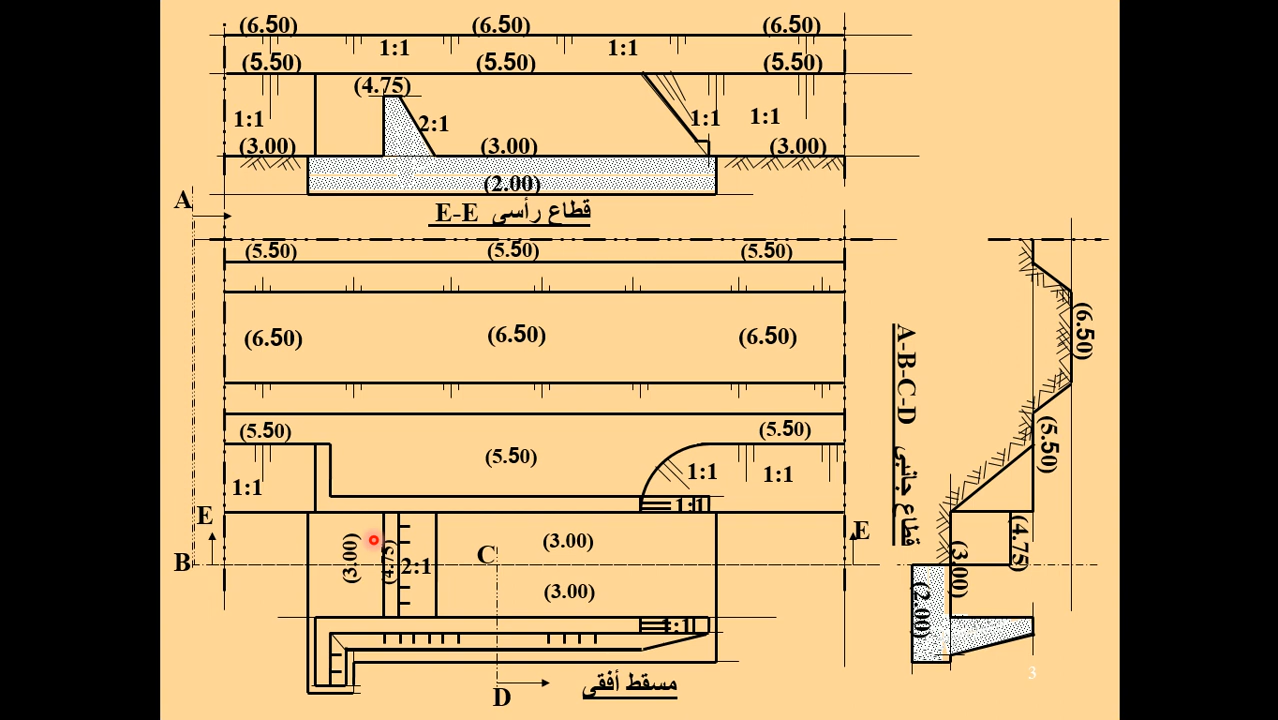 (6.50) (6.50) (6.50)
1:1 1:1
(5.50) (5.50) (5.50)
(4.75)
1:1 2:1 1:1 1:1
(3.00) (3.00) (3.00)
(2.00)
قطاع رأسى E-E
A
(5.50) (5.50) (5.50)
(6.50) (6.50) (6.50)
(5.50) (5.50) (5.50)
1:1 1:1 1:1
1:1
E E
B C
(3.00) (4.75) 2:1 (3.00)
(3.00)
1:1
D مسقط أفقى
قطاع جانبى A-B-C-D
(6.50)
(5.50)
(4.75)
(3.00)
(2.00)
3